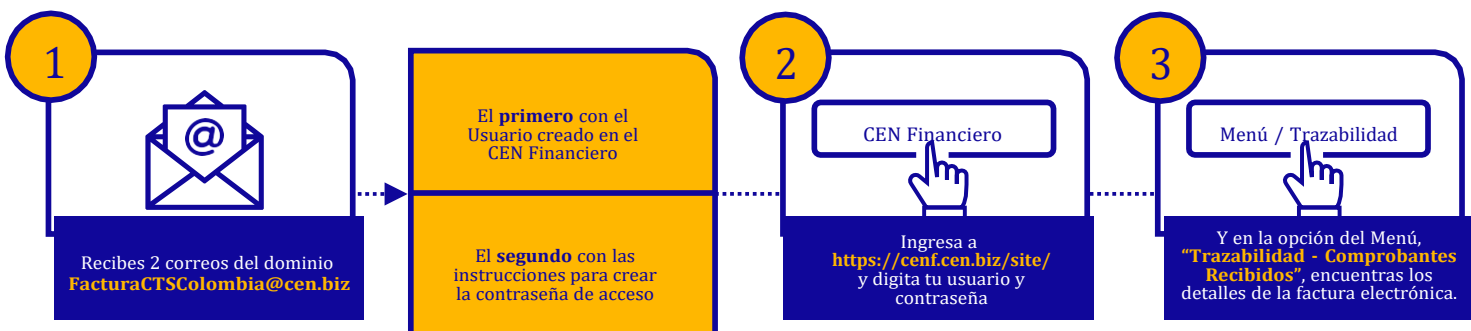 1
@
Recibes 2 correos del dominio
FacturaCTSColombia@cen.biz
El primero con el
Usuario creado en el
CEN Financiero
El segundo con las
instrucciones para crear
la contraseña de acceso
2
CEN Financiero
Ingresa a
https://cenf.cen.biz/site/
y digita tu usuario y
contraseña
3
Menú / Trazabilidad
Y en la opción del Menú,
“Trazabilidad - Comprobantes
Recibidos”, encuentras los
detalles de la factura electrónica.